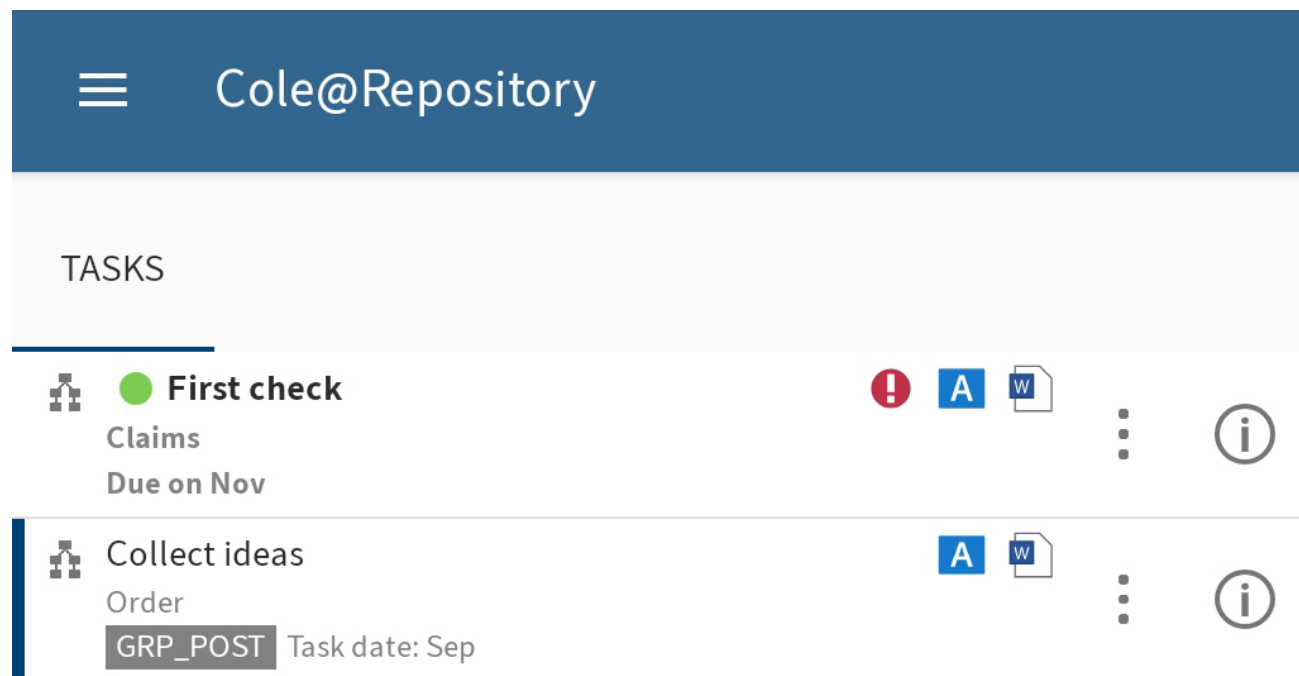 Cole@Repository
TASKS
First check
A W
Claims
Due on Nov
Collect ideas
A W
Order
GRP_POST Task date: Sep